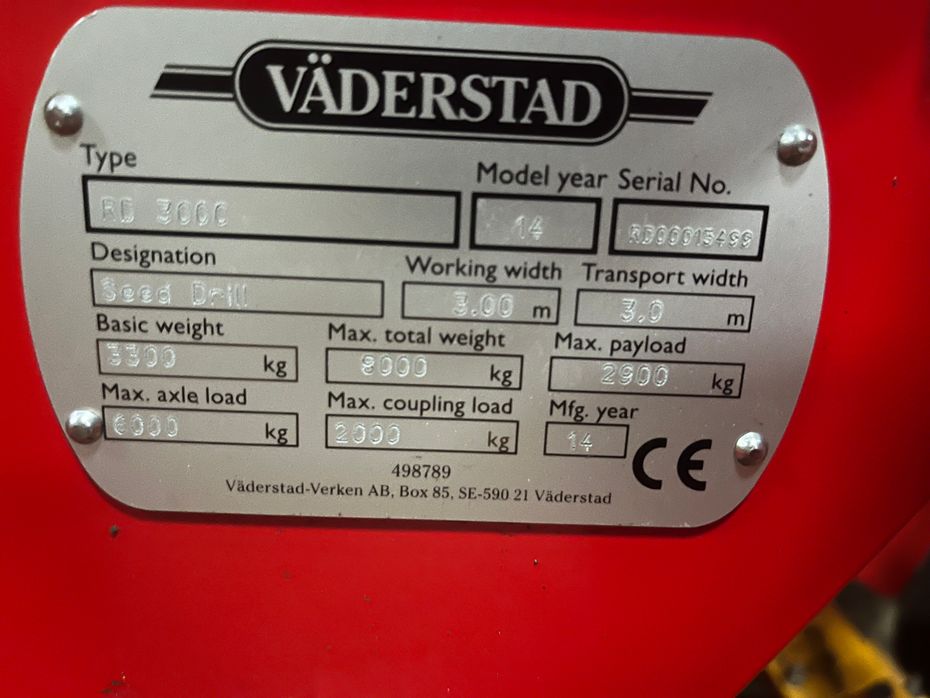 VÄDERSTAD
Type
Model year Serial No.
RD 300C 14 RD00015499
Designation
Working width Transport width
Seed Drill 3.00 m 3.0 m
Basic weight Max. total weight Max. payload
3300 kg 8000 kg 2900 kg
Max. axle load Max. coupling load Mfg. year
6000 kg 2000 kg 14
CE
498789
Väderstad-Verken AB, Box 85, SE-590 21 Väderstad